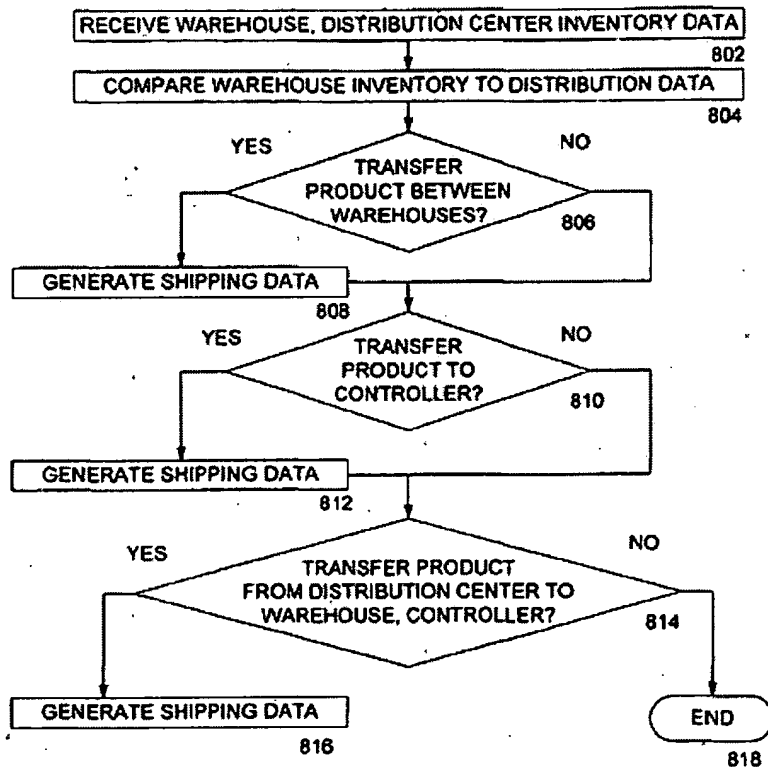 RECEIVE WAREHOUSE, DISTRIBUTION CENTER INVENTORY DATA
802
COMPARE WAREHOUSE INVENTORY TO DISTRIBUTION DATA
804
YES
NO
TRANSFER
PRODUCT BETWEEN
WAREHOUSES?
806
GENERATE SHIPPING DATA
808
YES
NO
TRANSFER
PRODUCT TO
CONTROLLER?
810
GENERATE SHIPPING DATA
812
YES
NO
TRANSFER PRODUCT
FROM DISTRIBUTION CENTER TO
WAREHOUSE, CONTROLLER?
814
GENERATE SHIPPING DATA
816
END
818